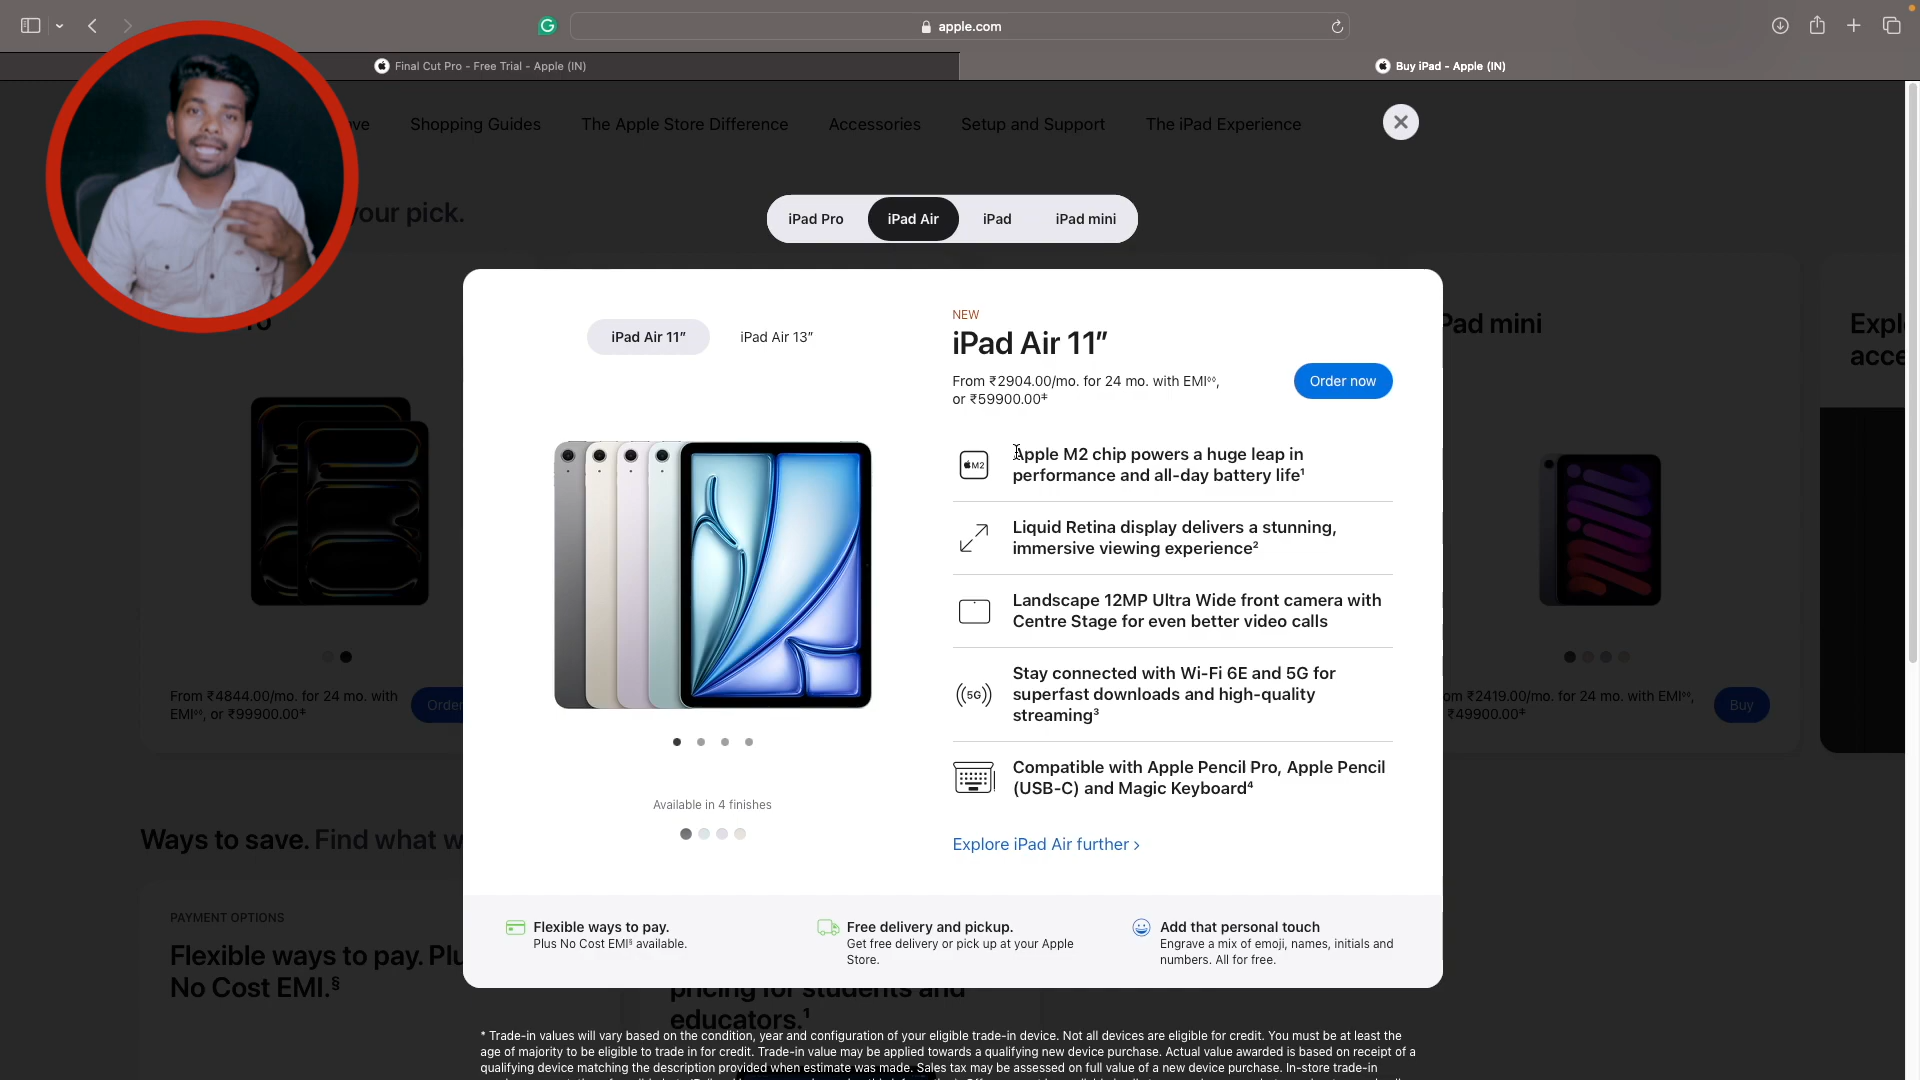 apple.com
Final Cut Pro - Free Trial - Apple (IN)
Buy iPad - Apple (IN)
Shopping Guides
The Apple Store Difference
Accessories
Setup and Support
The iPad Experience
your pick.
iPad Pro
iPad Air
iPad
iPad mini
iPad Air 11″
iPad Air 13″
NEW
iPad Air 11″
From ₹2904.00/mo. for 24 mo. with EMI◊◊,
or ₹59900.00‡
Order now
M2
Apple M2 chip powers a huge leap in
performance and all-day battery life¹
Liquid Retina display delivers a stunning,
immersive viewing experience²
Landscape 12MP Ultra Wide front camera with
Centre Stage for even better video calls
5G
Stay connected with Wi-Fi 6E and 5G for
superfast downloads and high-quality
streaming³
Compatible with Apple Pencil Pro, Apple Pencil
(USB-C) and Magic Keyboard⁴
Explore iPad Air further >
Available in 4 finishes
From ₹4844.00/mo. for 24 mo. with
EMI◊◊, or ₹99900.00‡
Order
Pad mini
om ₹2419.00/mo. for 24 mo. with EMI◊◊,
₹49900.00‡
Buy
Expl
acce
Ways to save. Find what w
PAYMENT OPTIONS
Flexible ways to pay. Plu
No Cost EMI.§
Flexible ways to pay.
Plus No Cost EMI§ available.
Free delivery and pickup.
Get free delivery or pick up at your Apple
Store.
Add that personal touch
Engrave a mix of emoji, names, initials and
numbers. All for free.
pricing for students and
educators.¹
* Trade-in values will vary based on the condition, year and configuration of your eligible trade-in device. Not all devices are eligible for credit. You must be at least the
age of majority to be eligible to trade in for credit. Trade-in value may be applied towards a qualifying new device purchase. Actual value awarded is based on receipt of a
qualifying device matching the description provided when estimate was made. Sales tax may be assessed on full value of a new device purchase. In-store trade-in